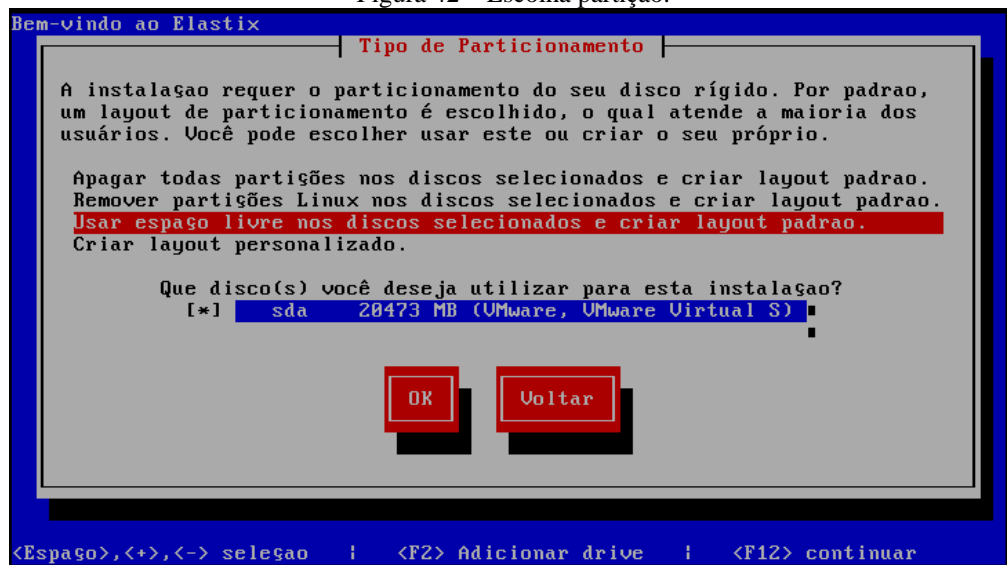 Figura 42 – Escolha partição.
Bem-vindo ao Elastix
Tipo de Particionamento
A instalaçao requer o particionamento do seu disco rígido. Por padrao,
um layout de particionamento é escolhido, o qual atende a maioria dos
usuários. Você pode escolher usar este ou criar o seu próprio.
Apagar todas partições nos discos selecionados e criar layout padrao.
Remover partições Linux nos discos selecionados e criar layout padrao.
Usar espaço livre nos discos selecionados e criar layout padrao.
Criar layout personalizado.
Que disco(s) você deseja utilizar para esta instalaçao?
[*] sda 20473 MB (VMware, VMware Virtual S)
OK Voltar
<Espaço>,<+>,<-> seleçao | <F2> Adicionar drive | <F12> continuar